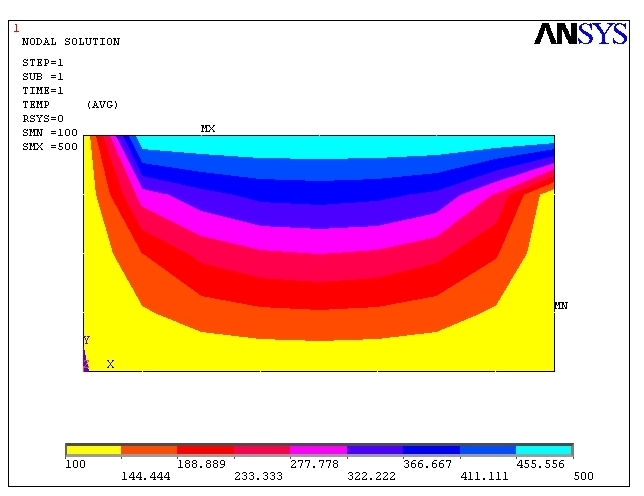 1
ANSYS
NODAL SOLUTION
STEP=1
SUB =1
TIME=1
TEMP (AVG)
RSYS=0
SMN =100
SMX =500
MX
MN
Y
X
100 144.444 188.889 233.333 277.778 322.222 366.667 411.111 455.556 500